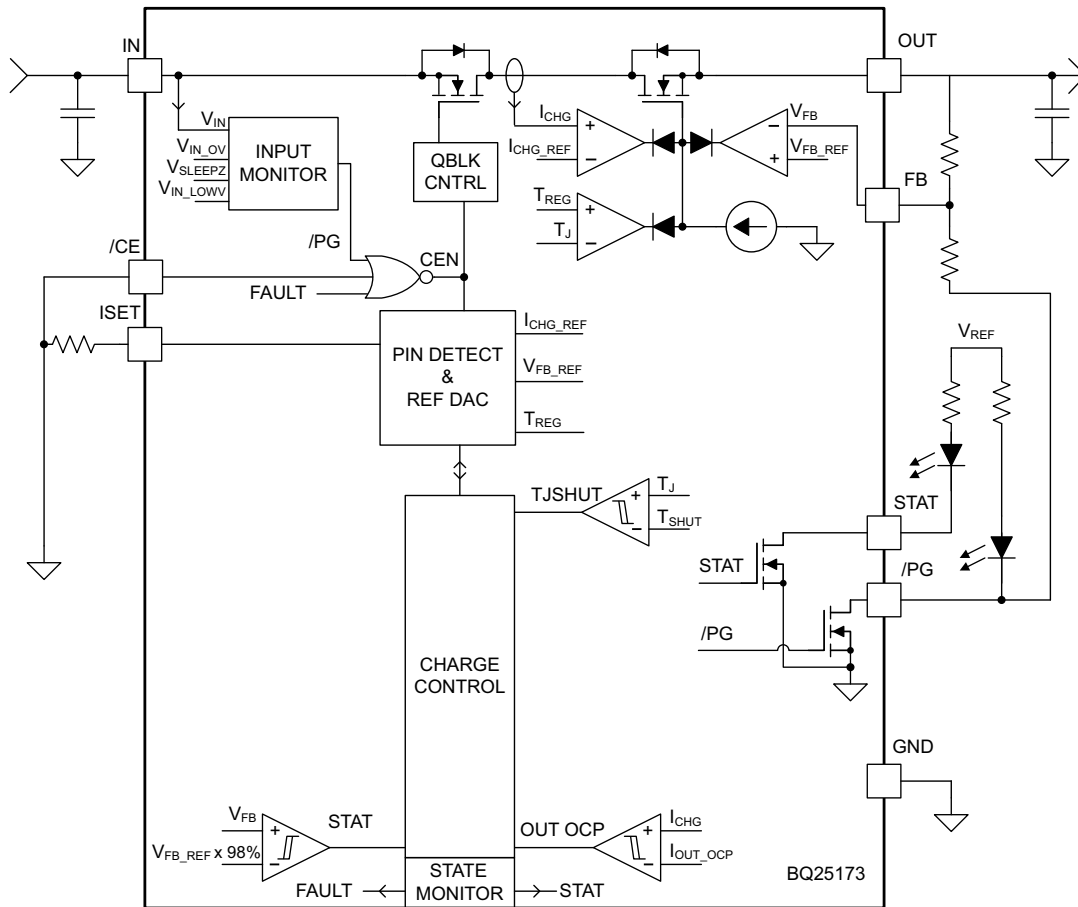 IN
OUT
V_IN
V_IN_OV
V_SLEEPZ
V_IN_LOWV
INPUT
MONITOR
QBLK
CNTRL
I_CHG
I_CHG_REF
+
−
V_FB
V_FB_REF
−
+
FB
T_REG
T_J
+
−
/CE
/PG
FAULT
CEN
ISET
PIN DETECT
&
REF DAC
I_CHG_REF
V_FB_REF
T_REG
V_REF
TJSHUT
+
−
T_J
T_SHUT
STAT
STAT
/PG
/PG
CHARGE
CONTROL
GND
V_FB
V_FB_REF x 98%
+
−
STAT
OUT OCP
+
−
I_CHG
I_OUT_OCP
STATE
MONITOR
FAULT
STAT
BQ25173